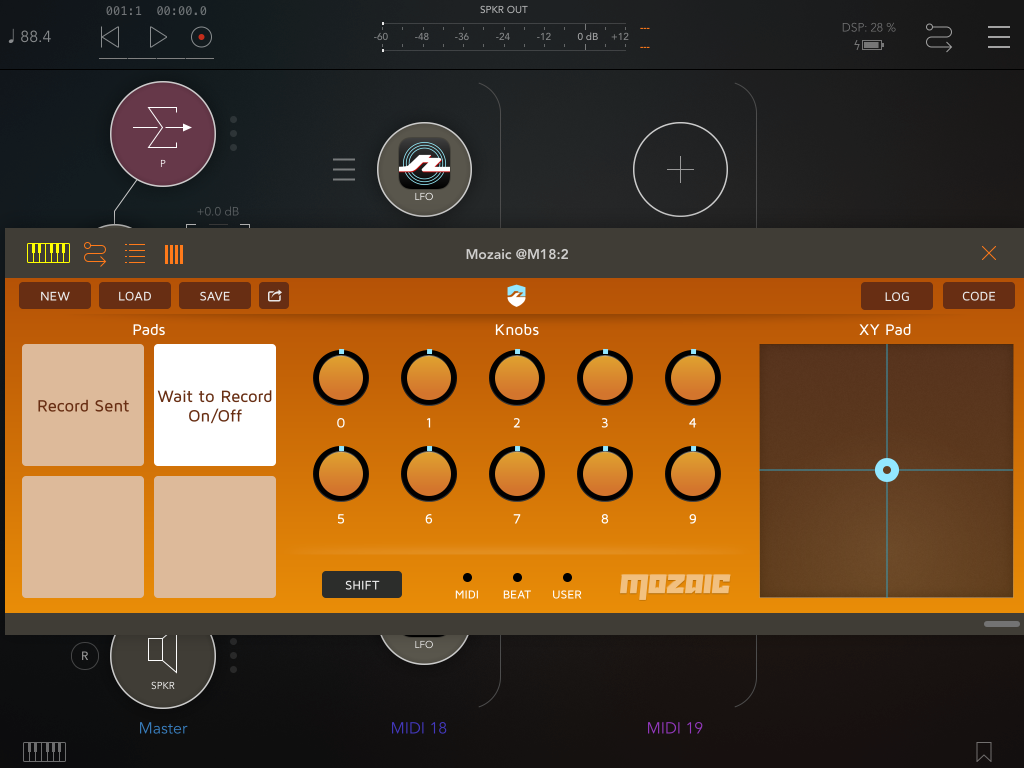 001:1 00:00.0
SPKR OUT
♩88.4
-60 -48 -36 -24 -12 0 dB +12
---
---
DSP: 28 %
P
LFO
+0.0 dB
Mozaic @M18:2
NEW
LOAD
SAVE
LOG
CODE
Pads
Knobs
XY Pad
Record Sent
Wait to Record
On/Off
0 1 2 3 4
5 6 7 8 9
SHIFT
MIDI
BEAT
USER
MOZAIC
R
SPKR
LFO
Master
MIDI 18
MIDI 19